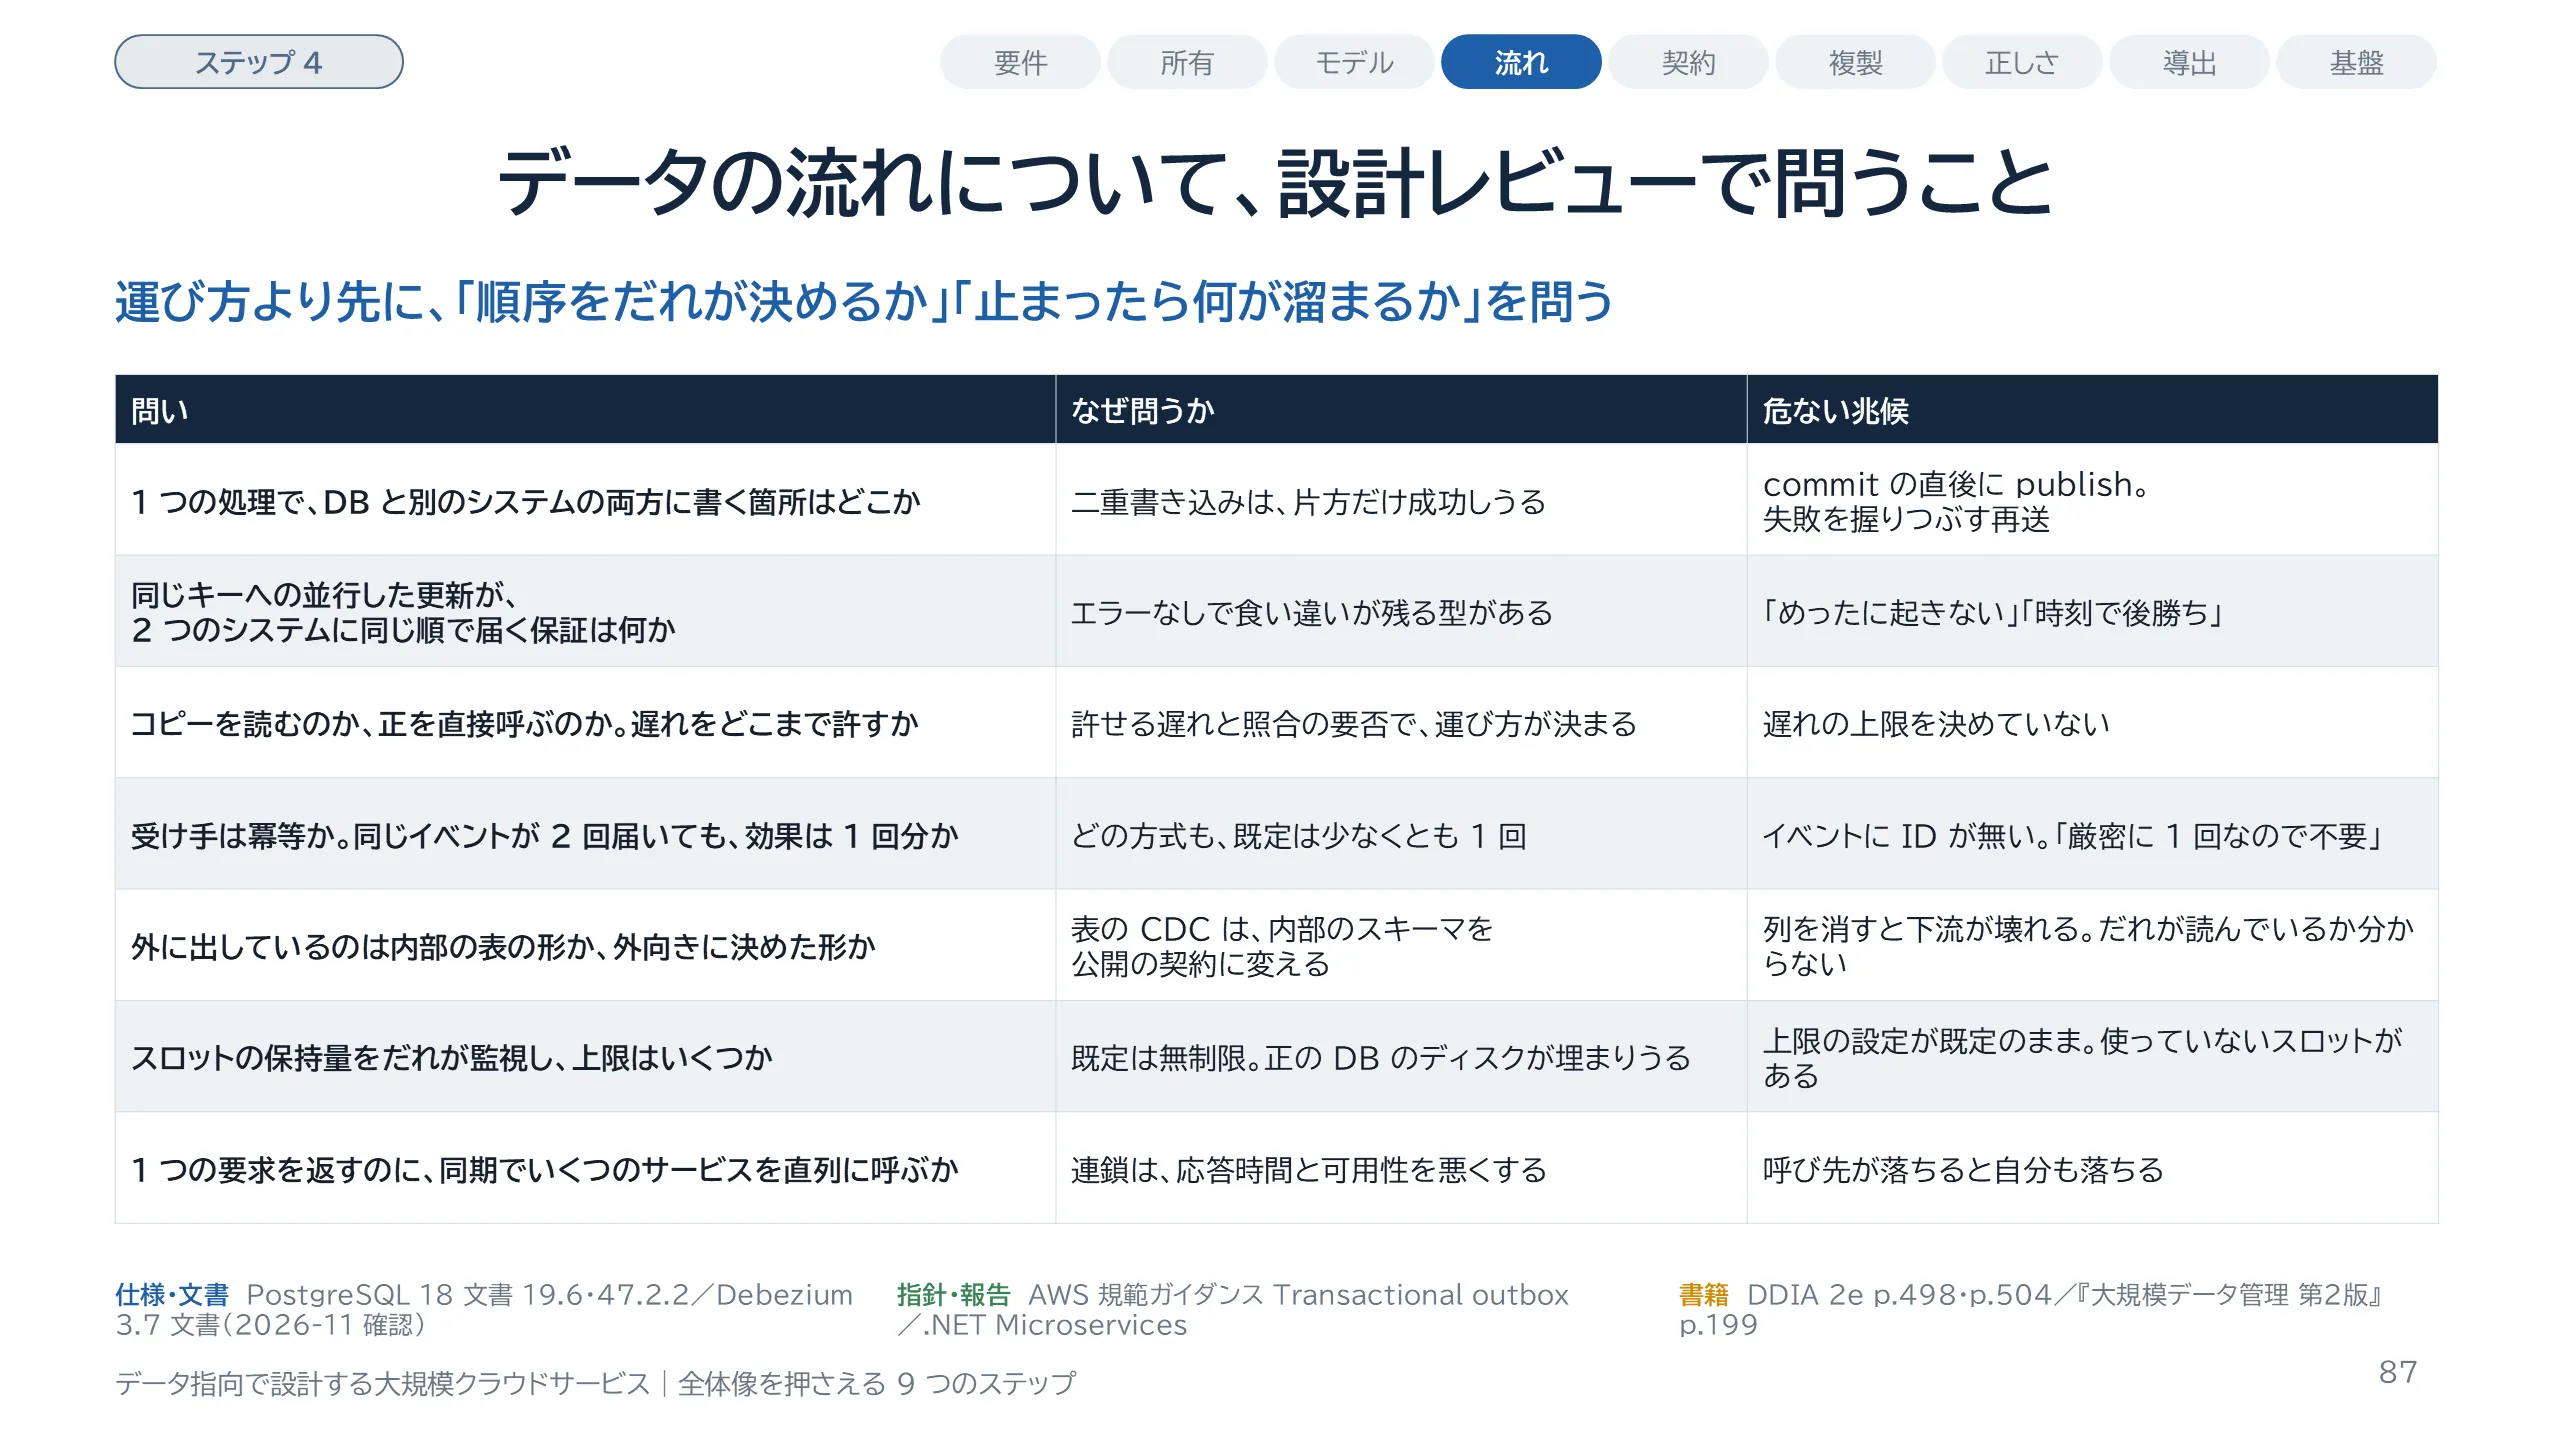 ステップ 4
要件
所有
モデル
流れ
契約
複製
正しさ
導出
基盤
データの流れについて、設計レビューで問うこと
運び方より先に、「順序をだれが決めるか」「止まったら何が溜まるか」を問う
問い
なぜ問うか
危ない兆候
1 つの処理で、DB と別のシステムの両方に書く箇所はどこか
二重書き込みは、片方だけ成功しうる
commit の直後に publish。
失敗を握りつぶす再送
同じキーへの並行した更新が、
2 つのシステムに同じ順で届く保証は何か
エラーなしで食い違いが残る型がある
「めったに起きない」「時刻で後勝ち」
コピーを読むのか、正を直接呼ぶのか。遅れをどこまで許すか
許せる遅れと照合の要否で、運び方が決まる
遅れの上限を決めていない
受け手は冪等か。同じイベントが 2 回届いても、効果は 1 回分か
どの方式も、既定は少なくとも 1 回
イベントに ID が無い。「厳密に 1 回なので不要」
外に出しているのは内部の表の形か、外向きに決めた形か
表の CDC は、内部のスキーマを
公開の契約に変える
列を消すと下流が壊れる。だれが読んでいるか分か
らない
スロットの保持量をだれが監視し、上限はいくつか
既定は無制限。正の DB のディスクが埋まりうる
上限の設定が既定のまま。使っていないスロットが
ある
1 つの要求を返すのに、同期でいくつのサービスを直列に呼ぶか
連鎖は、応答時間と可用性を悪くする
呼び先が落ちると自分も落ちる
仕様・文書 PostgreSQL 18 文書 19.6・47.2.2／Debezium
3.7 文書（2026-11 確認）
指針・報告 AWS 規範ガイダンス Transactional outbox
／.NET Microservices
書籍 DDIA 2e p.498・p.504／『大規模データ管理 第2版』
p.199
データ指向で設計する大規模クラウドサービス｜全体像を押さえる 9 つのステップ
87